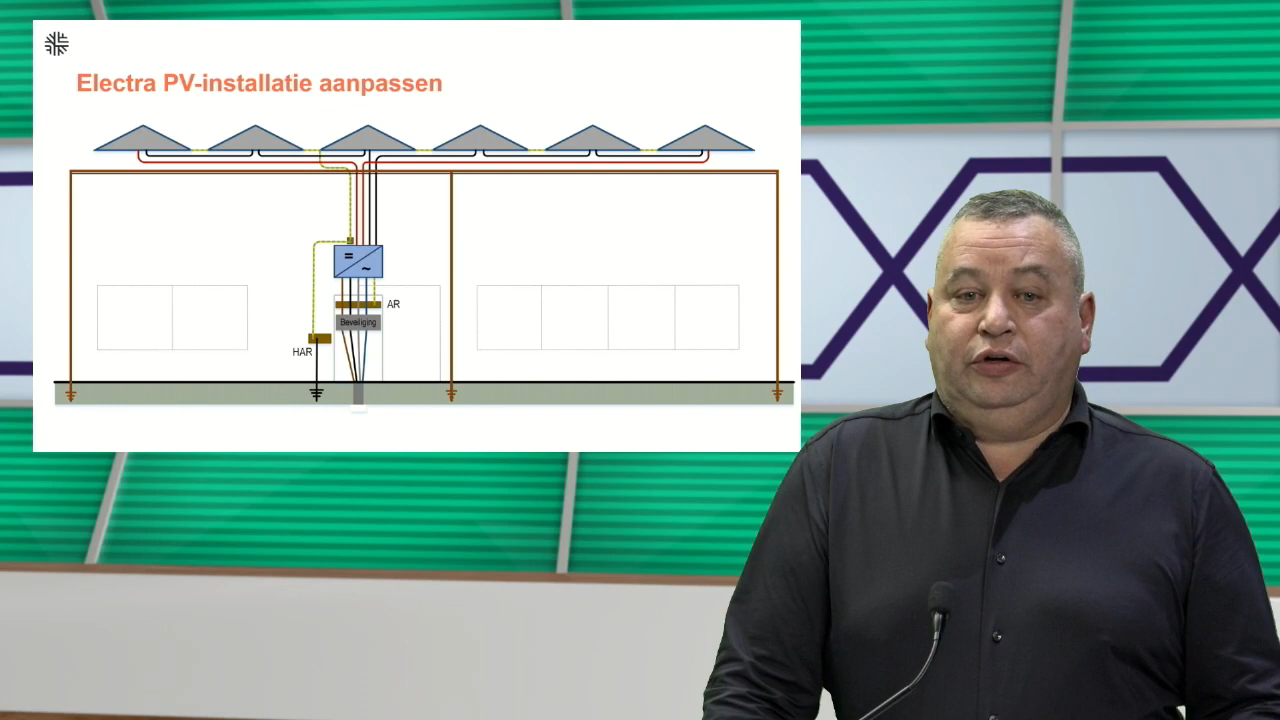 Electra PV-installatie aanpassen
=
~
AR
Beveiliging
HAR